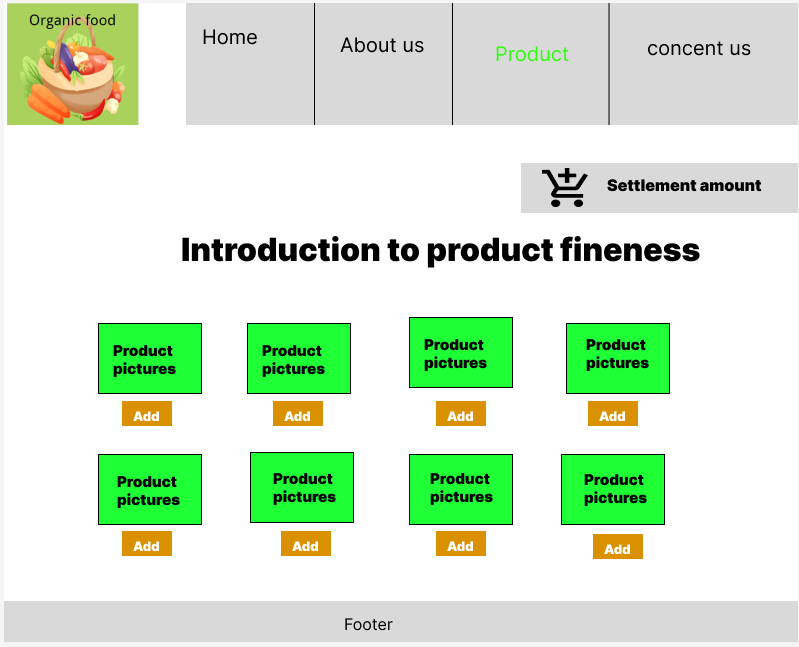 Organic food
Home
About us
Product
concent us
Settlement amount
Introduction to product fineness
Product
pictures
Product
pictures
Product
pictures
Product
pictures
Add
Add
Add
Add
Product
pictures
Product
pictures
Product
pictures
Product
pictures
Add
Add
Add
Add
Footer